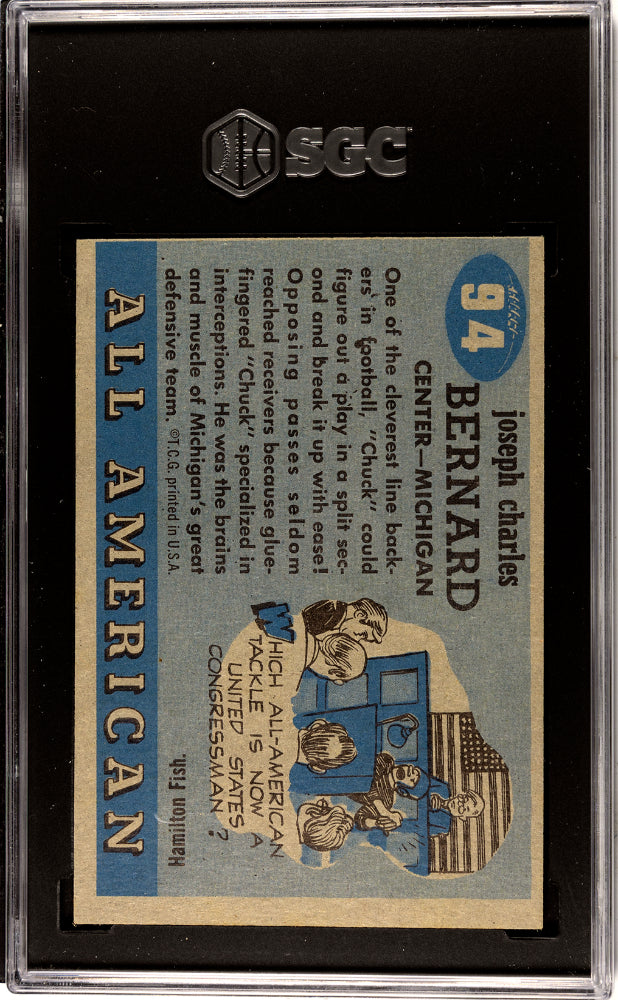 SGC
94
joseph charles
BERNARD
CENTER—MICHIGAN
One of the cleverest line back-
ers in football, "Chuck" could
figure out a play in a split sec-
ond and break it up with ease!
Opposing passes seldom
reached receivers because glue-
fingered "Chuck" specialized in
interceptions. He was the brains
and muscle of Michigan's great
defensive team. ©T.C.G. printed in U.S.A.
WHICH ALL-AMERICAN
TACKLE IS NOW A
UNITED STATES
CONGRESSMAN?
Hamilton Fish.
ALL AMERICAN